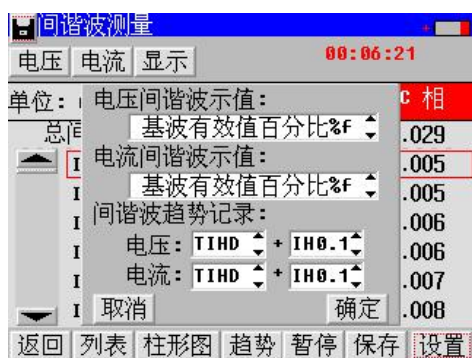 间谐波测量
电压 电流 显示 00:06:21
单位: C 相
电压间谐波示值:
基波有效值百分比%f
总间 .029
电流间谐波示值:
I .005
基波有效值百分比%f
I .005
间谐波趋势记录:
I .006
电压: TIHD + IH0.1
I .006
电流: TIHD + IH0.1
I .007
取消 确定
I .008
返回 列表 柱形图 趋势 暂停 保存 设置